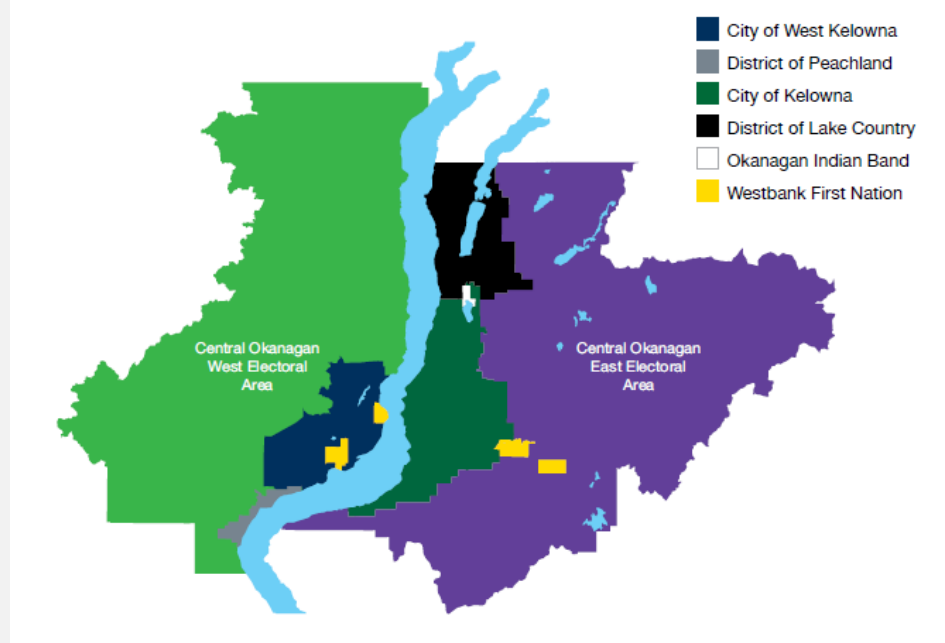 City of West Kelowna
District of Peachland
City of Kelowna
District of Lake Country
Okanagan Indian Band
Westbank First Nation
Central Okanagan
West Electoral
Area
Central Okanagan
East Electoral
Area